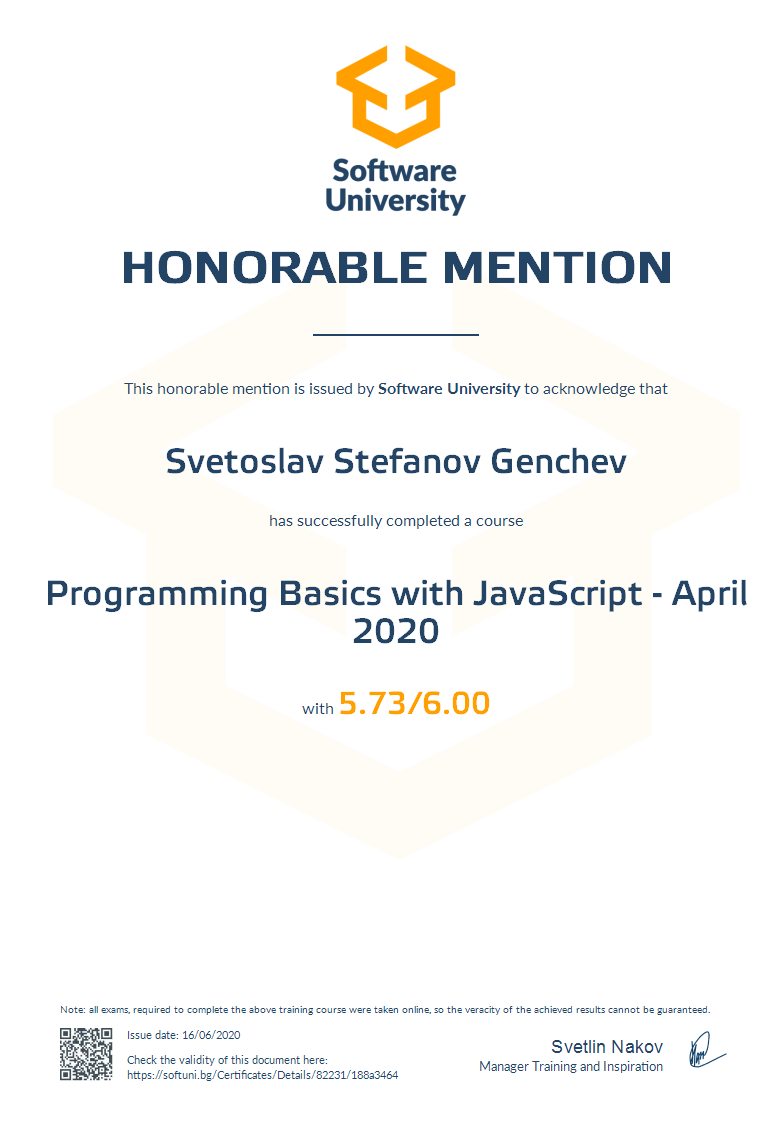 Software
University
HONORABLE MENTION
This honorable mention is issued by Software University to acknowledge that
Svetoslav Stefanov Genchev
has successfully completed a course
Programming Basics with JavaScript - April
2020
with 5.73/6.00
Note: all exams, required to complete the above training course were taken online, so the veracity of the achieved results cannot be guaranteed.
Issue date: 16/06/2020
Check the validity of this document here:
https://softuni.bg/Certificates/Details/82231/188a3464
Svetlin Nakov
Manager Training and Inspiration